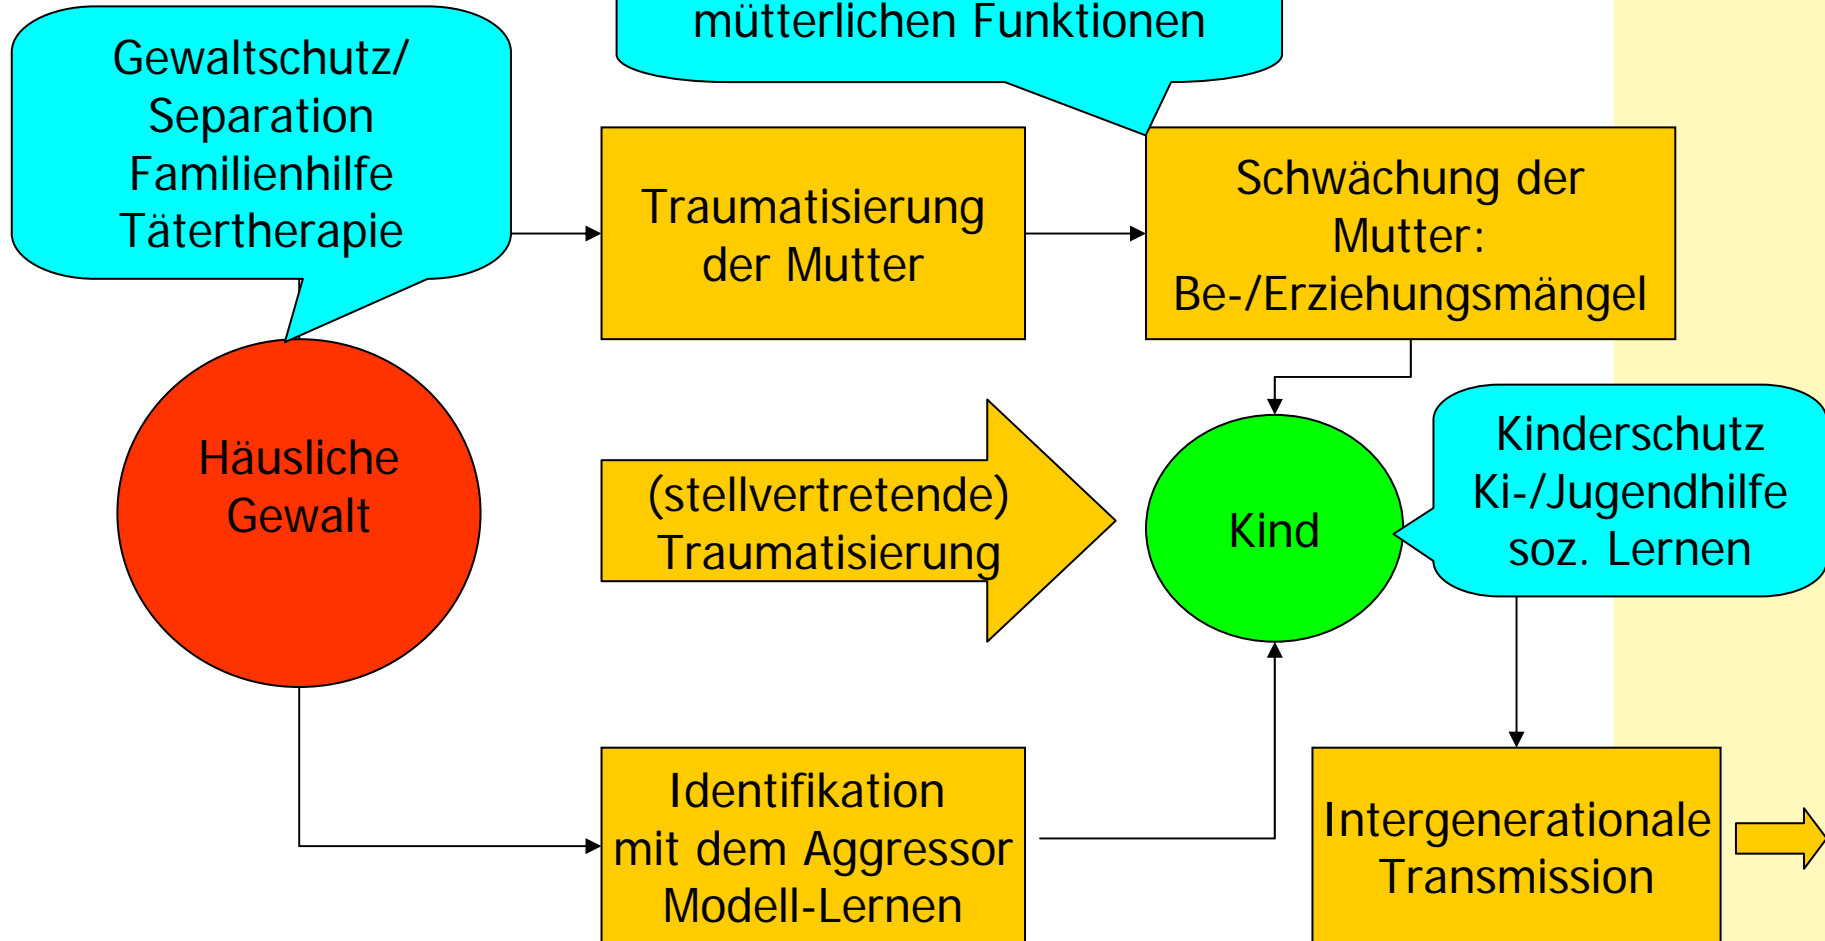 mütterlichen Funktionen
Gewaltschutz/
Separation
Familienhilfe
Tätertherapie
Traumatisierung
der Mutter
Schwächung der
Mutter:
Be-/Erziehungsmängel
Häusliche
Gewalt
(stellvertretende)
Traumatisierung
Kind
Kinderschutz
Ki-/Jugendhilfe
soz. Lernen
Identifikation
mit dem Aggressor
Modell-Lernen
Intergenerationale
Transmission